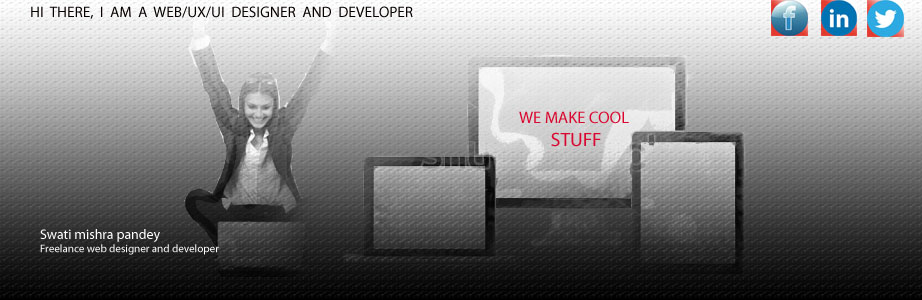 HI THERE, I AM A WEB/UX/UI DESIGNER AND DEVELOPER
f
in
WE MAKE COOL
STUFF
Swati mishra pandey
Freelance web designer and developer